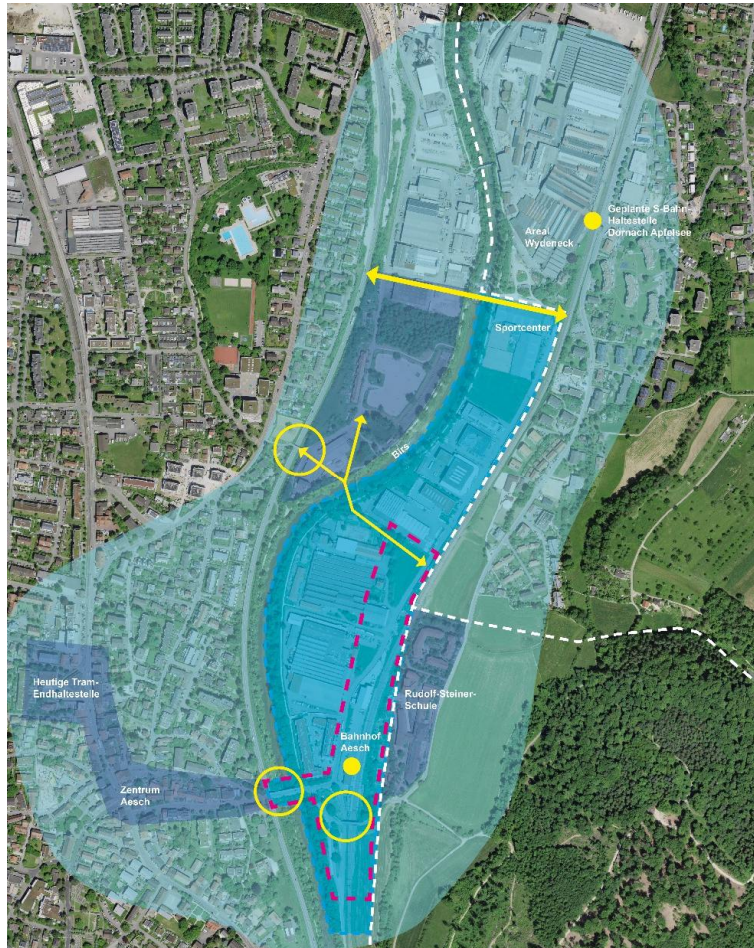 Geplante S-Bahn-
Haltestelle
Dornach Apfelsee
Areal
Wydeneck
Sportcenter
Birs
Heutige Tram-
Endhaltestelle
Rudolf-Steiner-
Schule
Bahnhof
Aesch
Zentrum
Aesch